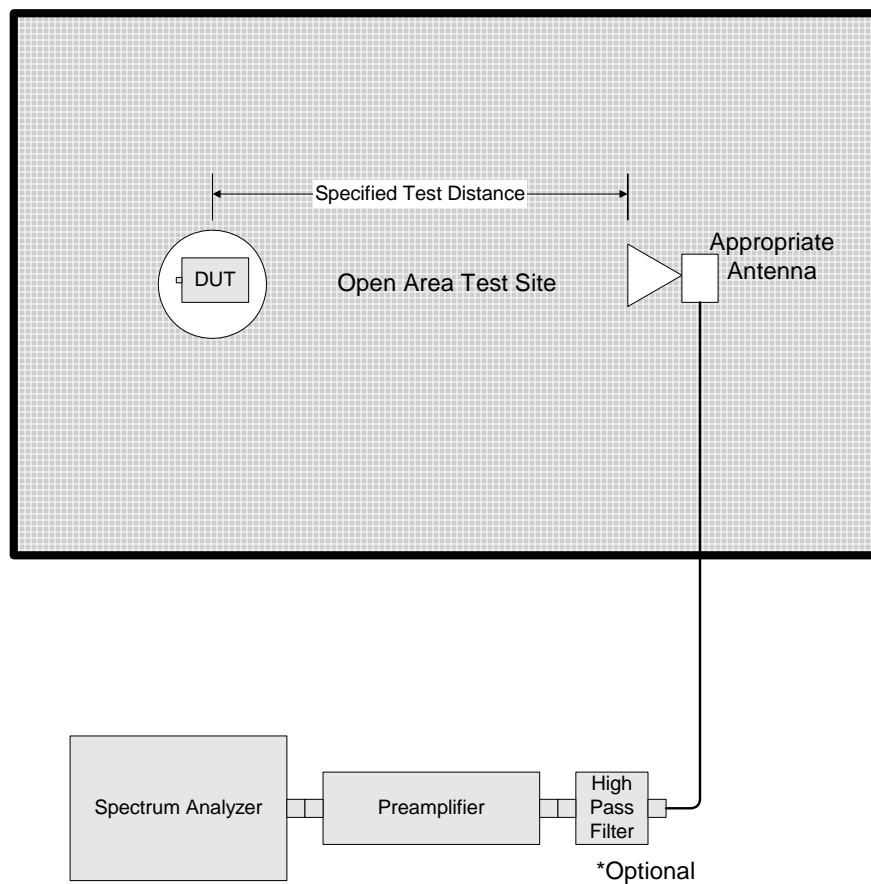 Specified Test Distance
Appropriate
Antenna
DUT
Open Area Test Site
Spectrum Analyzer
Preamplifier
High
Pass
Filter
*Optional